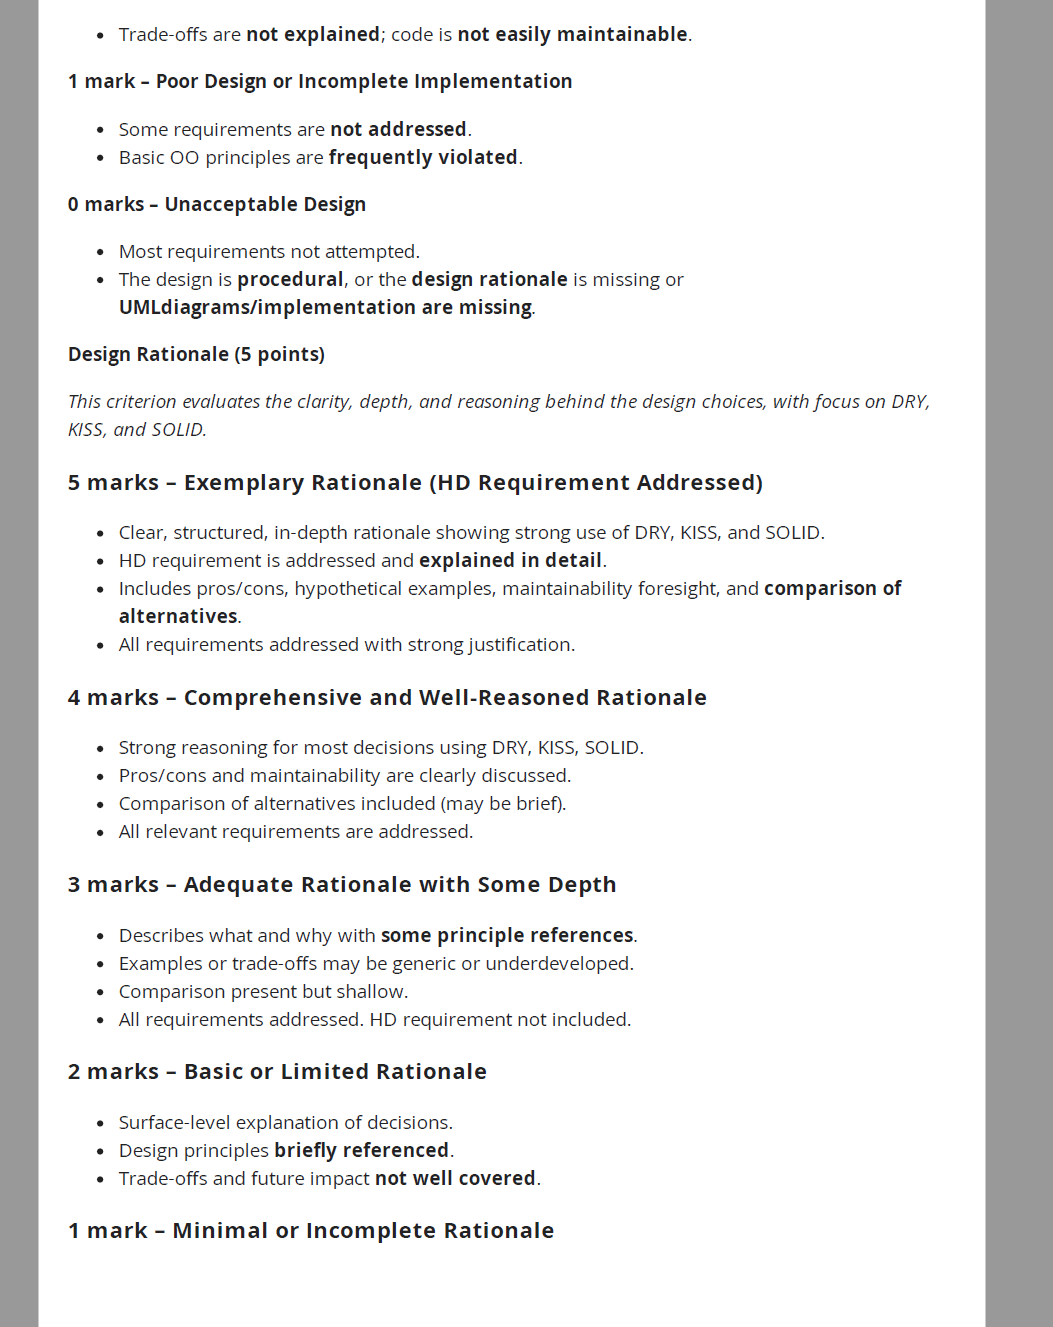 • Trade-offs are not explained; code is not easily maintainable.
1 mark – Poor Design or Incomplete Implementation
• Some requirements are not addressed.
• Basic OO principles are frequently violated.
0 marks – Unacceptable Design
• Most requirements not attempted.
• The design is procedural, or the design rationale is missing or
UMLdiagrams/implementation are missing.
Design Rationale (5 points)
This criterion evaluates the clarity, depth, and reasoning behind the design choices, with focus on DRY,
KISS, and SOLID.
5 marks – Exemplary Rationale (HD Requirement Addressed)
• Clear, structured, in-depth rationale showing strong use of DRY, KISS, and SOLID.
• HD requirement is addressed and explained in detail.
• Includes pros/cons, hypothetical examples, maintainability foresight, and comparison of
alternatives.
• All requirements addressed with strong justification.
4 marks – Comprehensive and Well-Reasoned Rationale
• Strong reasoning for most decisions using DRY, KISS, SOLID.
• Pros/cons and maintainability are clearly discussed.
• Comparison of alternatives included (may be brief).
• All relevant requirements are addressed.
3 marks – Adequate Rationale with Some Depth
• Describes what and why with some principle references.
• Examples or trade-offs may be generic or underdeveloped.
• Comparison present but shallow.
• All requirements addressed. HD requirement not included.
2 marks – Basic or Limited Rationale
• Surface-level explanation of decisions.
• Design principles briefly referenced.
• Trade-offs and future impact not well covered.
1 mark – Minimal or Incomplete Rationale